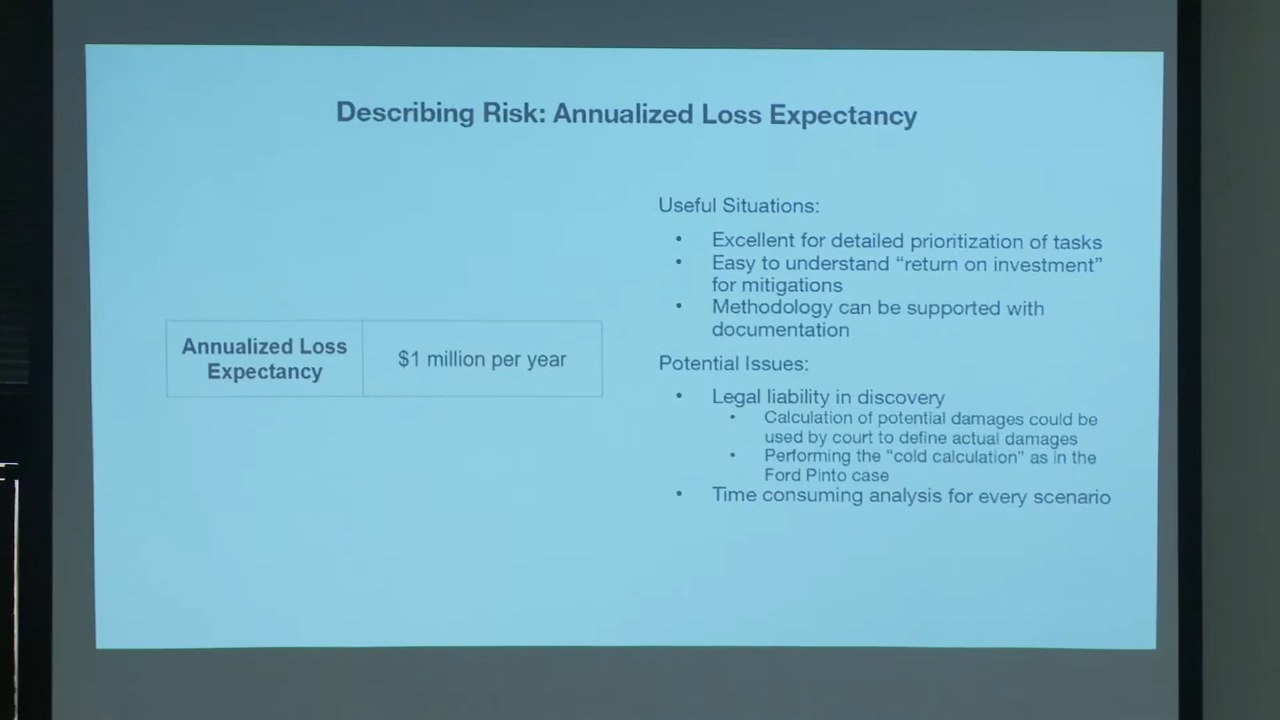 Describing Risk: Annualized Loss Expectancy
Annualized Loss
Expectancy
$1 million per year
Useful Situations:
• Excellent for detailed prioritization of tasks
• Easy to understand “return on investment”
for mitigations
• Methodology can be supported with
documentation
Potential Issues:
• Legal liability in discovery
• Calculation of potential damages could be
used by court to define actual damages
• Performing the “cold calculation” as in the
Ford Pinto case
• Time consuming analysis for every scenario